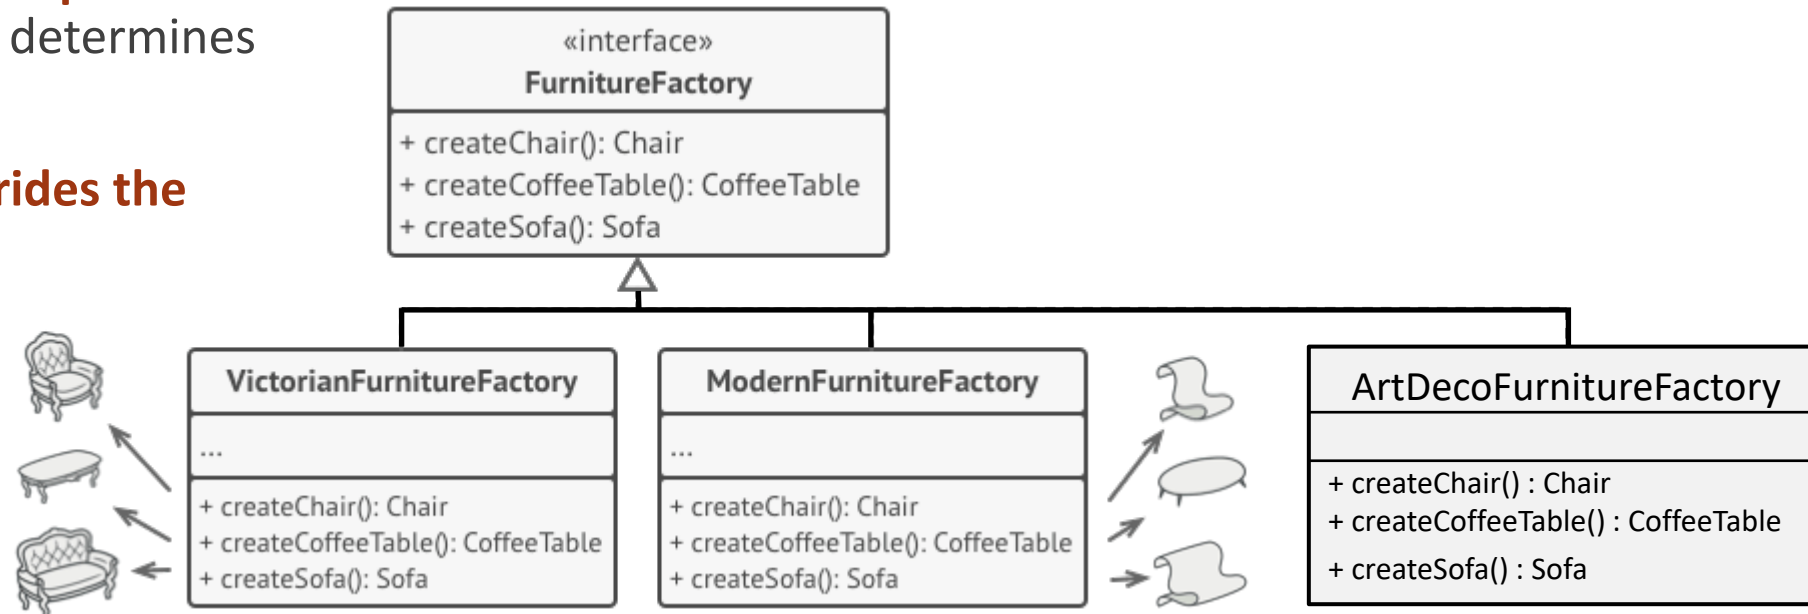 determines
rides the
«interface»
FurnitureFactory
+ createChair(): Chair
+ createCoffeeTable(): CoffeeTable
+ createSofa(): Sofa
VictorianFurnitureFactory
...
+ createChair(): Chair
+ createCoffeeTable(): CoffeeTable
+ createSofa(): Sofa
ModernFurnitureFactory
...
+ createChair(): Chair
+ createCoffeeTable(): CoffeeTable
+ createSofa(): Sofa
ArtDecoFurnitureFactory
+ createChair() : Chair
+ createCoffeeTable() : CoffeeTable
+ createSofa() : Sofa